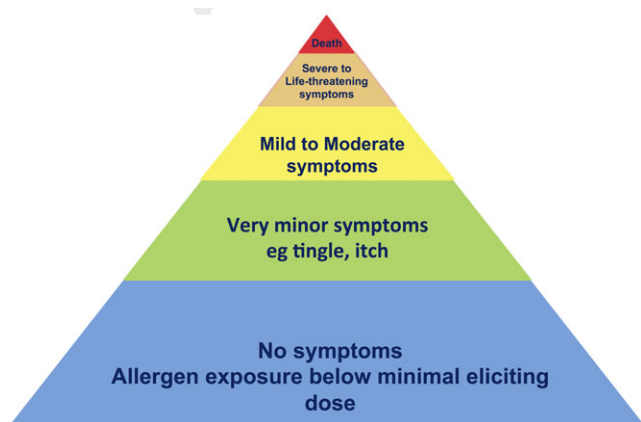 Death
Severe to
Life-threatening
symptoms
Mild to Moderate
symptoms
Very minor symptoms
eg tingle, itch
No symptoms
Allergen exposure below minimal eliciting
dose